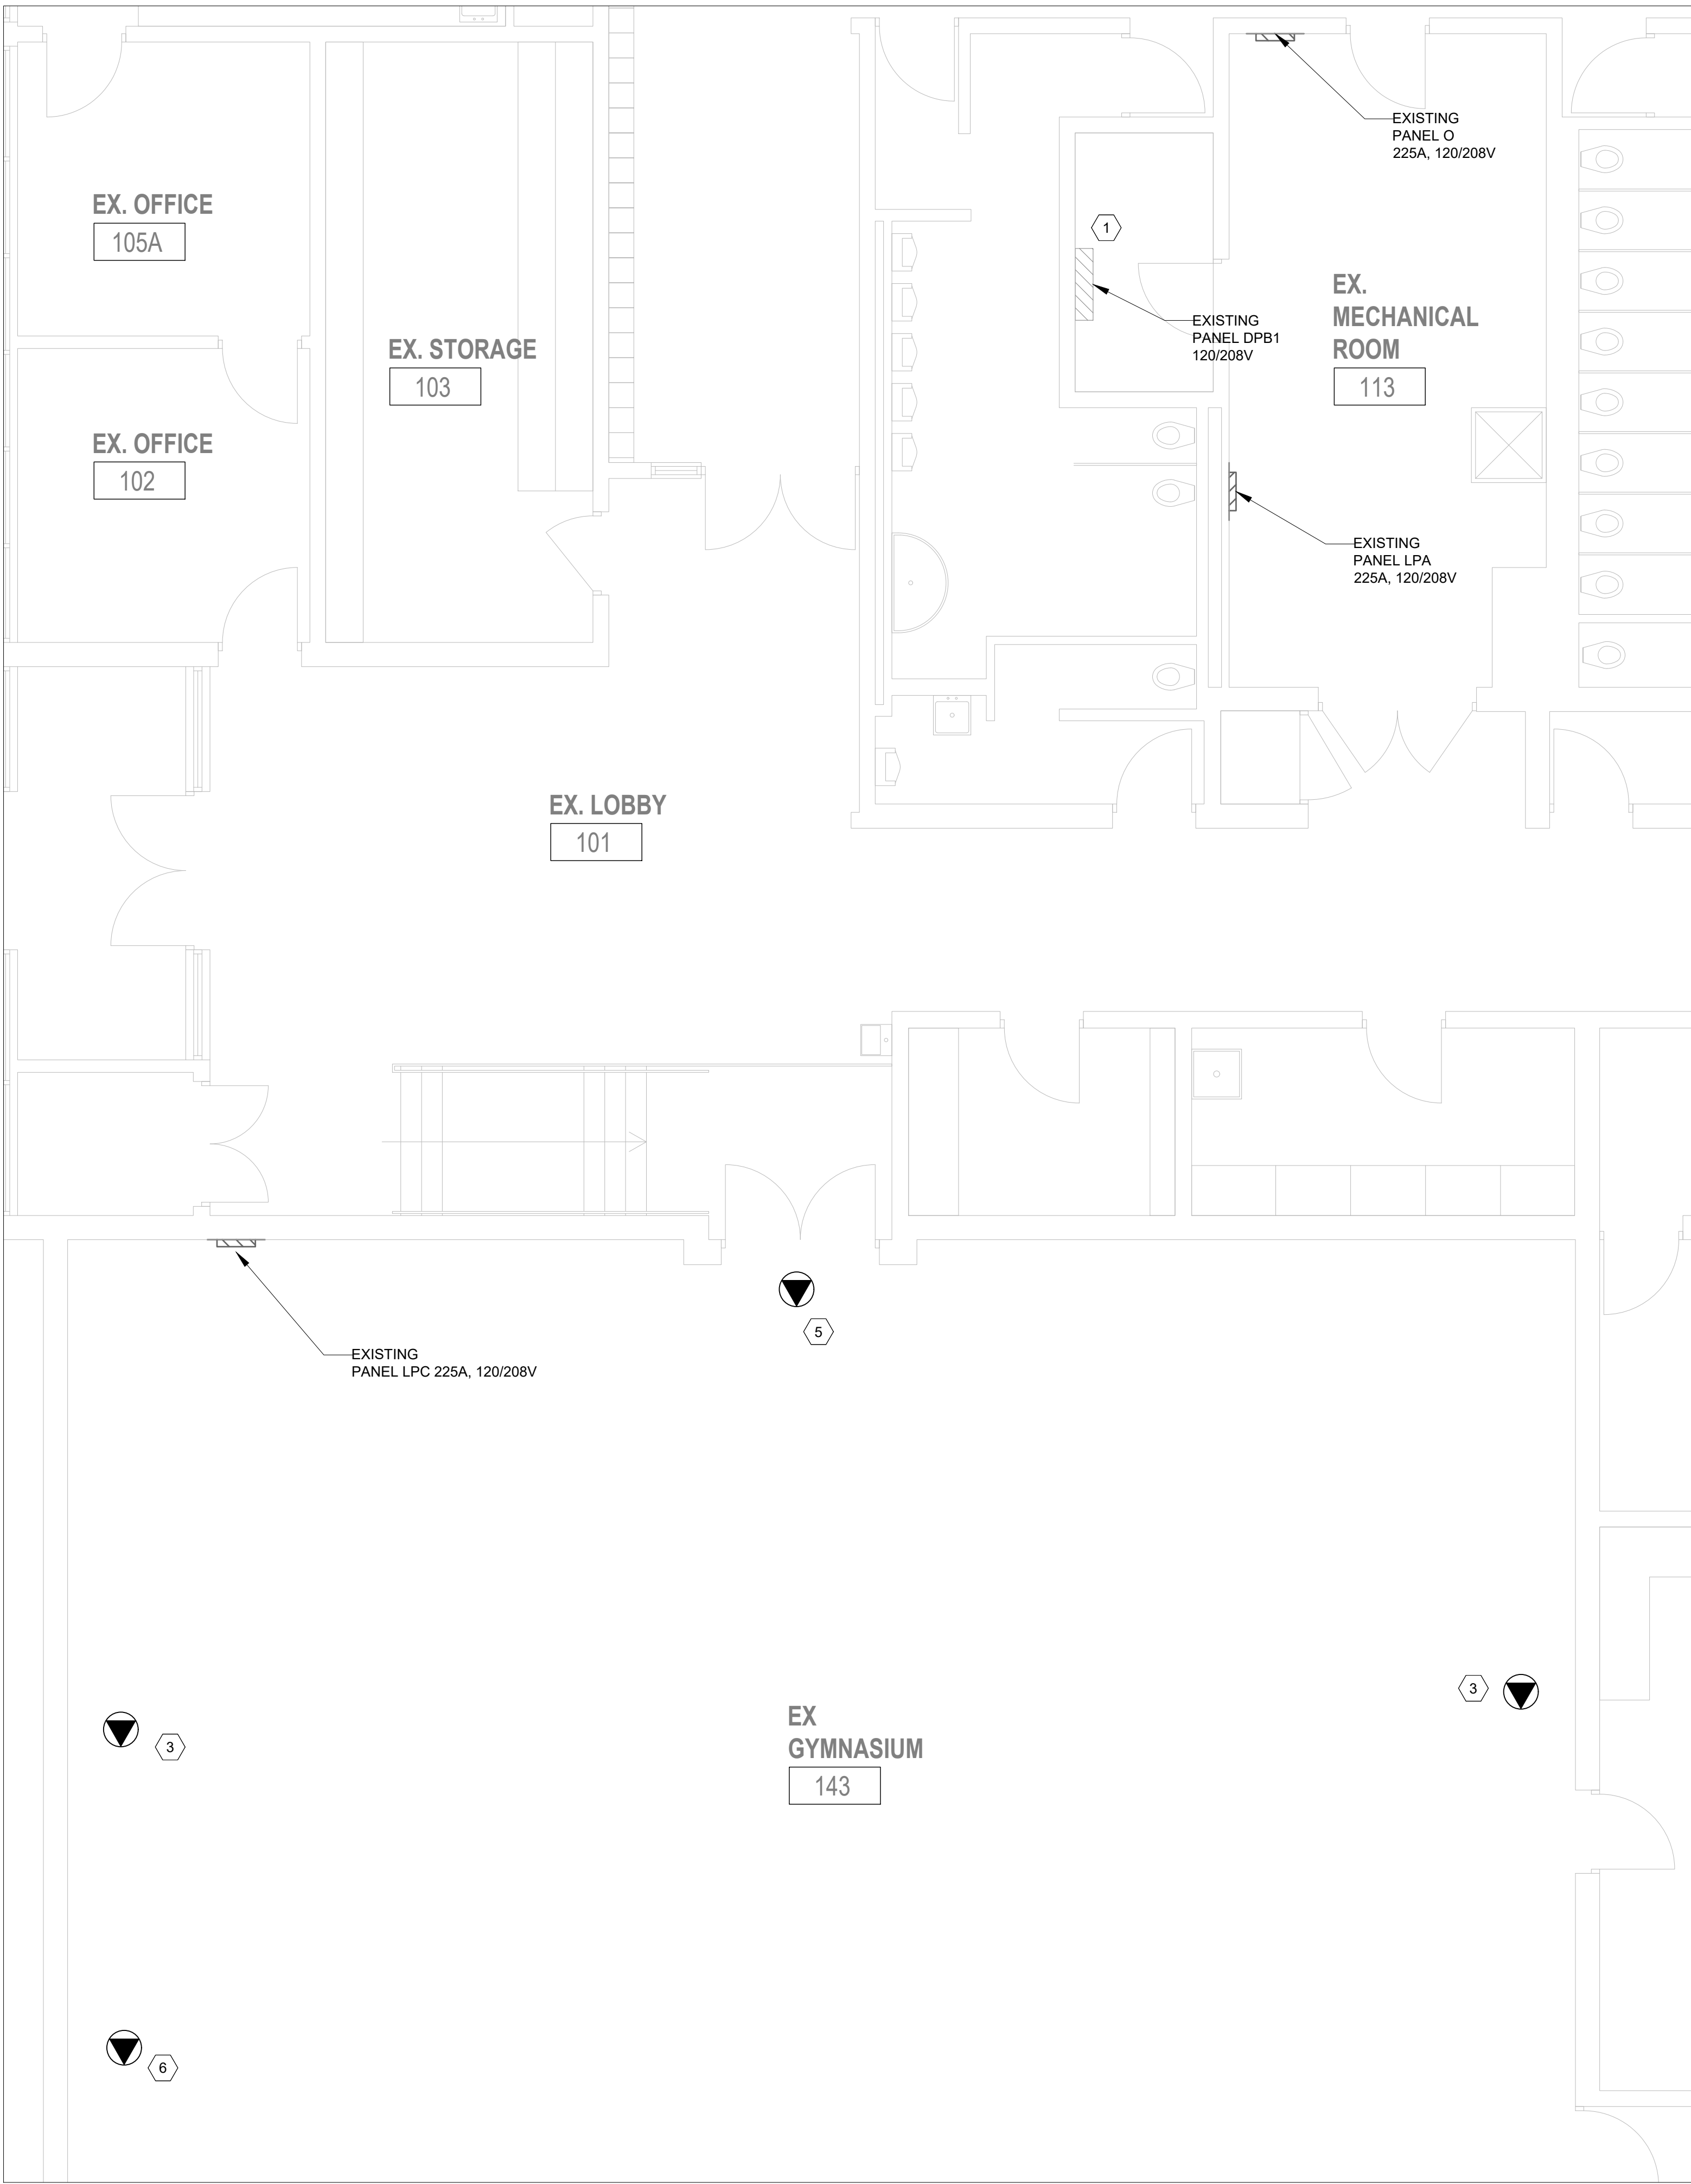 EXISTING
PANEL O
225A, 120/208V
EX. OFFICE
105A
1
EX.
MECHANICAL
ROOM
113
EXISTING
PANEL DPB1
120/208V
EX. STORAGE
103
EX. OFFICE
102
EXISTING
PANEL LPA
225A, 120/208V
EX. LOBBY
101
5
EXISTING
PANEL LPC 225A, 120/208V
3
3
EX
GYMNASIUM
143
6